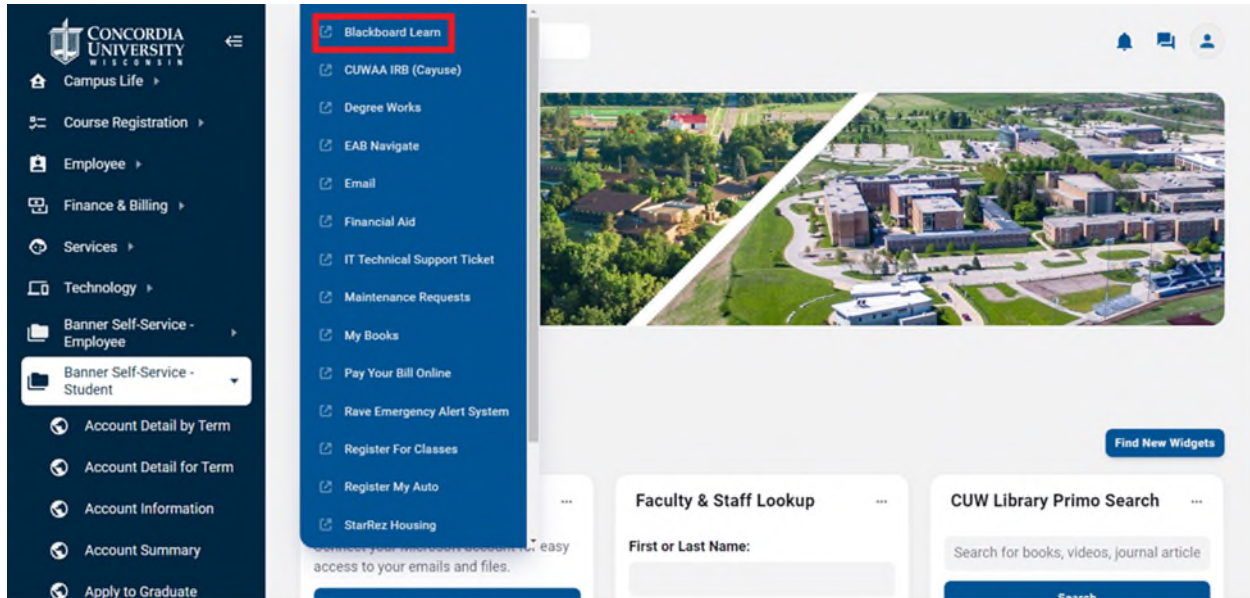 CONCORDIA
UNIVERSITY
WISCONSIN
Campus Life
Course Registration
Employee
Finance & Billing
Services
Technology
Banner Self-Service -
Employee
Banner Self-Service -
Student
Account Detail by Term
Account Detail for Term
Account Information
Account Summary
Apply to Graduate
Blackboard Learn
CUWAA IRB (Cayuse)
Degree Works
EAB Navigate
Email
Financial Aid
IT Technical Support Ticket
Maintenance Requests
My Books
Pay Your Bill Online
Rave Emergency Alert System
Register For Classes
Register My Auto
StarRez Housing
Find New Widgets
Connect your Microsoft account for easy
access to your emails and files.
Faculty & Staff Lookup
First or Last Name:
CUW Library Primo Search
Search for books, videos, journal article
Search